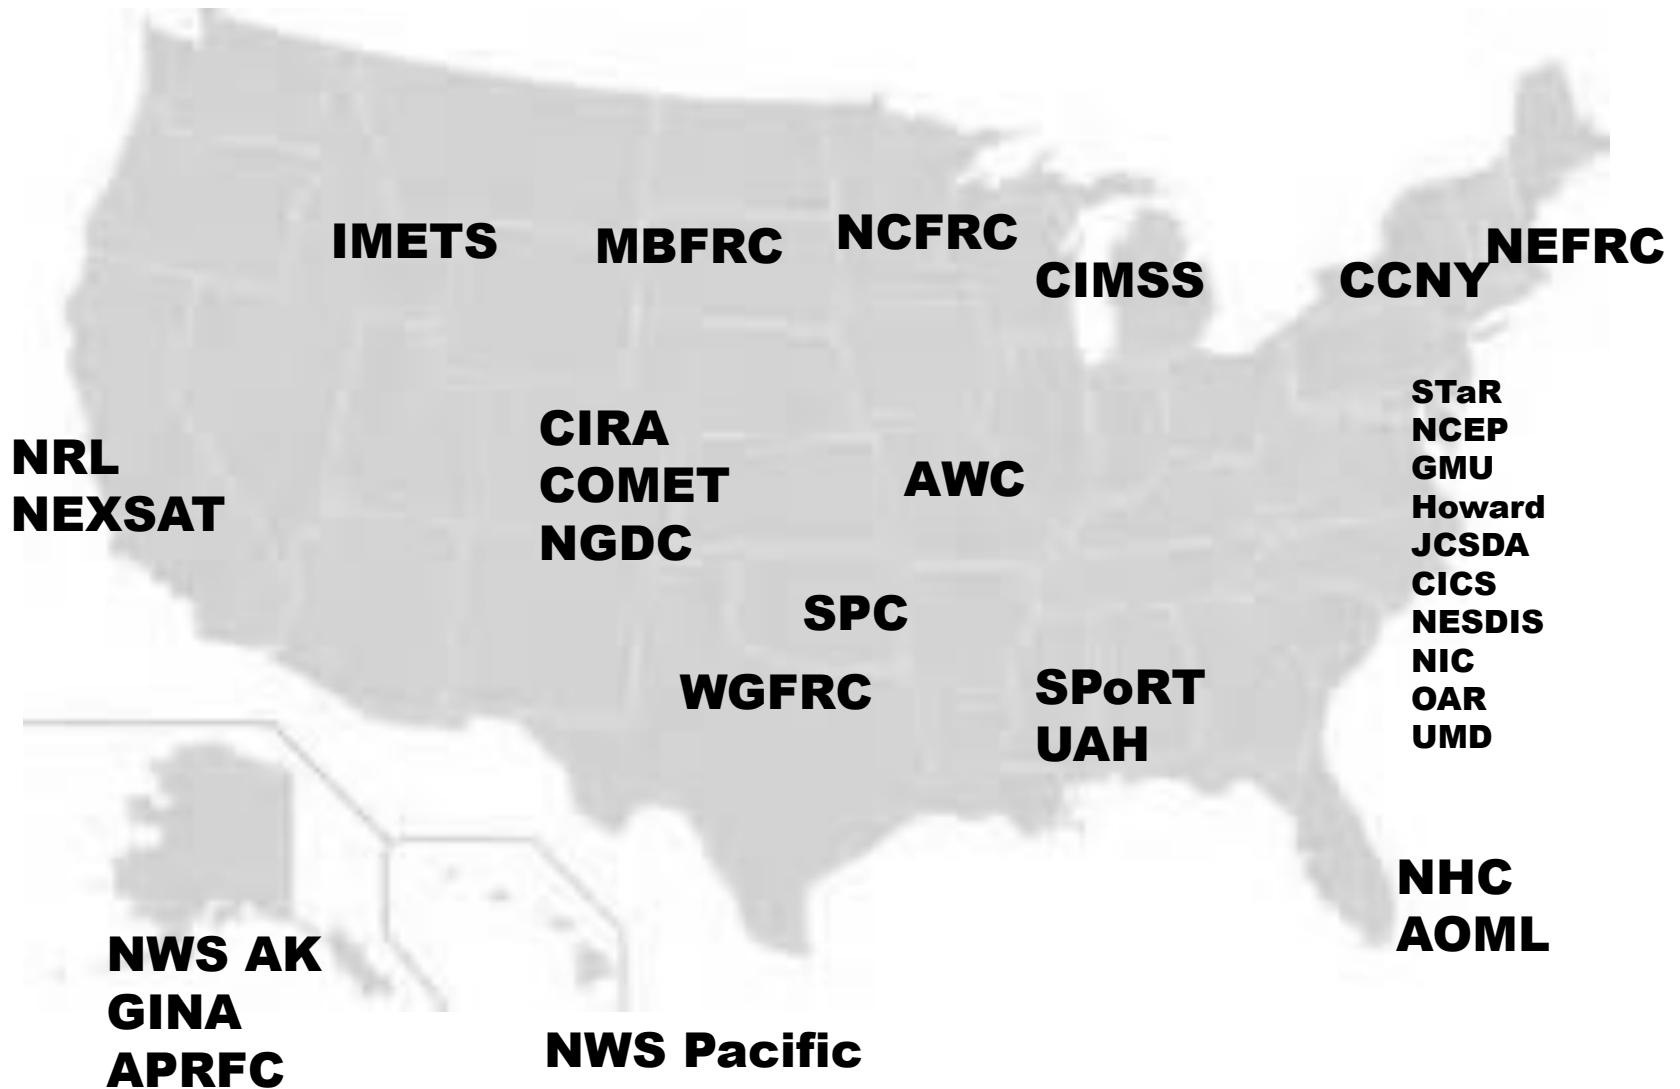 IMETS
MBFRC
NCFRC
CIMSS
CCNY
NEFRC
NRL
NEXSAT
CIRA
COMET
NGDC
AWC
STaR
NCEP
GMU
Howard
JCSDA
CICS
NESDIS
NIC
OAR
UMD
SPC
WGFRC
SPoRT
UAH
NHC
AOML
NWS AK
GINA
APRFC
NWS Pacific